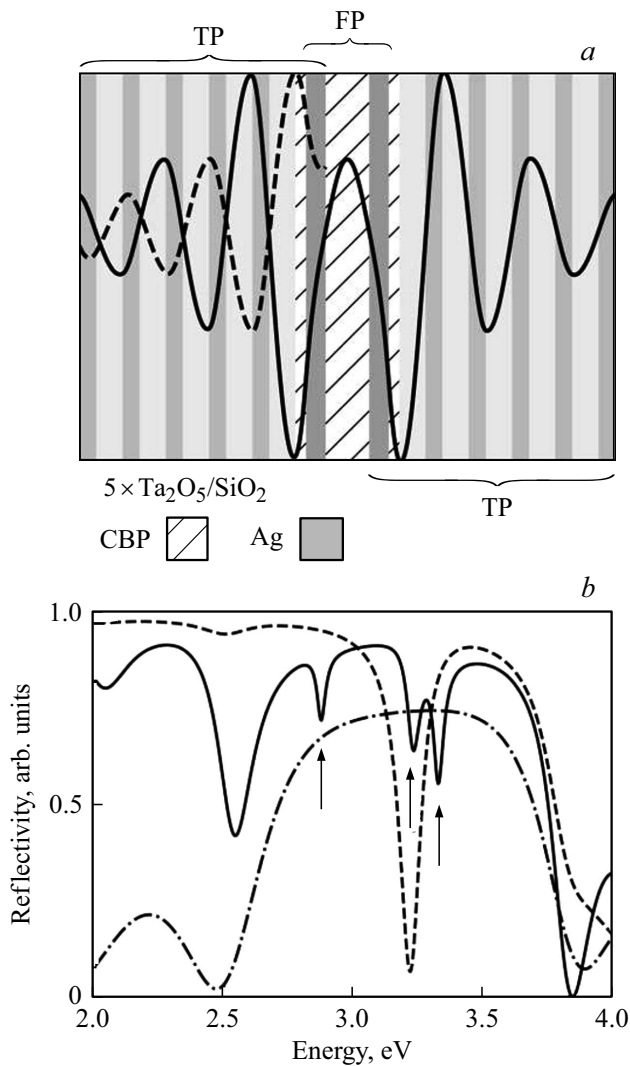 TP FP a
TP
5 × Ta₂O₅/SiO₂
CBP Ag
b
1.0
0.5
0
Reflectivity, arb. units
2.0 2.5 3.0 3.5 4.0
Energy, eV